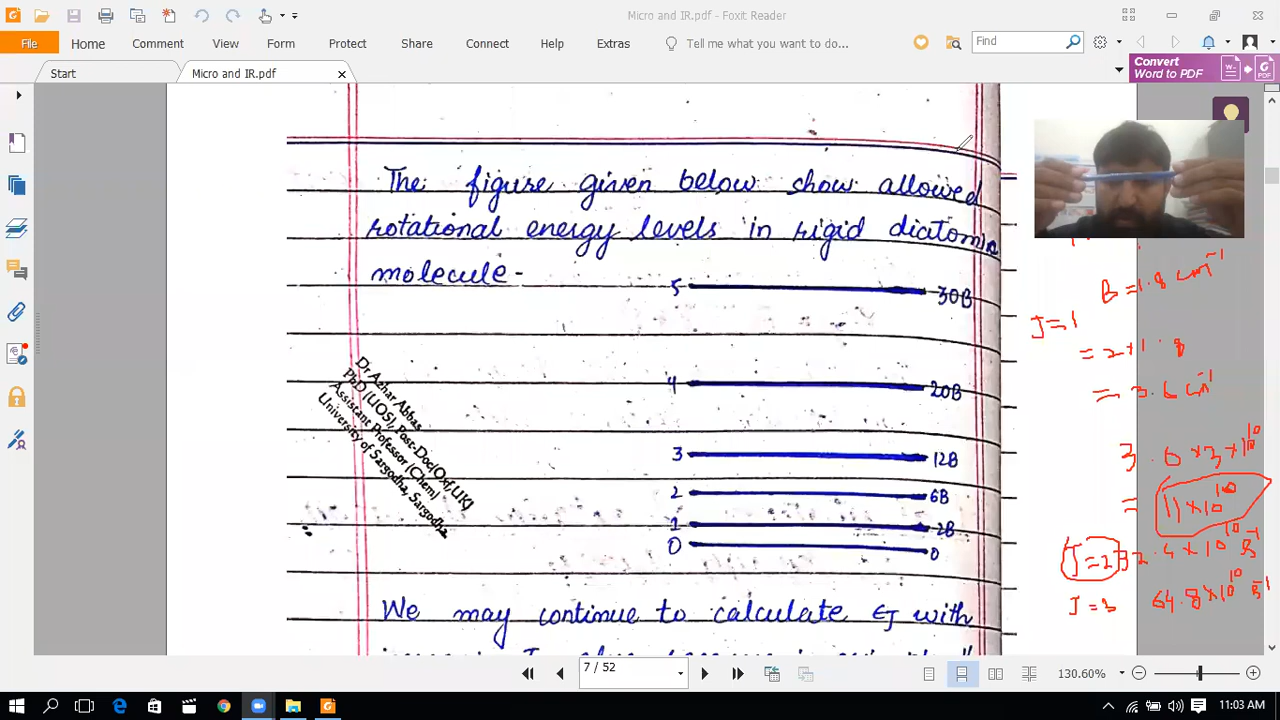 Micro and IR.pdf - Foxit Reader
File
Home
Comment
View
Form
Protect
Share
Connect
Help
Extras
Tell me what you want to do...
Find
Start
Micro and IR.pdf
Convert
Word to PDF
The figure given below show allowed
rotational energy levels in rigid diatomic
molecule-
5 30B
4 20B
3 12B
2 6B
1 2B
0 0
Dr. Azhar Abbas
PhD (UOS), Post-Doc(Oxf,UK)
Assistant Professor (Chem)
University of Sargodha, Sargodha
We may continue to calculate ϵJ with
B = 1.8 cm⁻¹
J=1
= 2×1.8
= 3.6 cm⁻¹
3.6×3×10¹⁰
= 11×10¹⁰
J=2 32.4×10¹⁰ s⁻¹
J=3 64.8×10¹⁰ s⁻¹
7 / 52
130.60%
11:03 AM